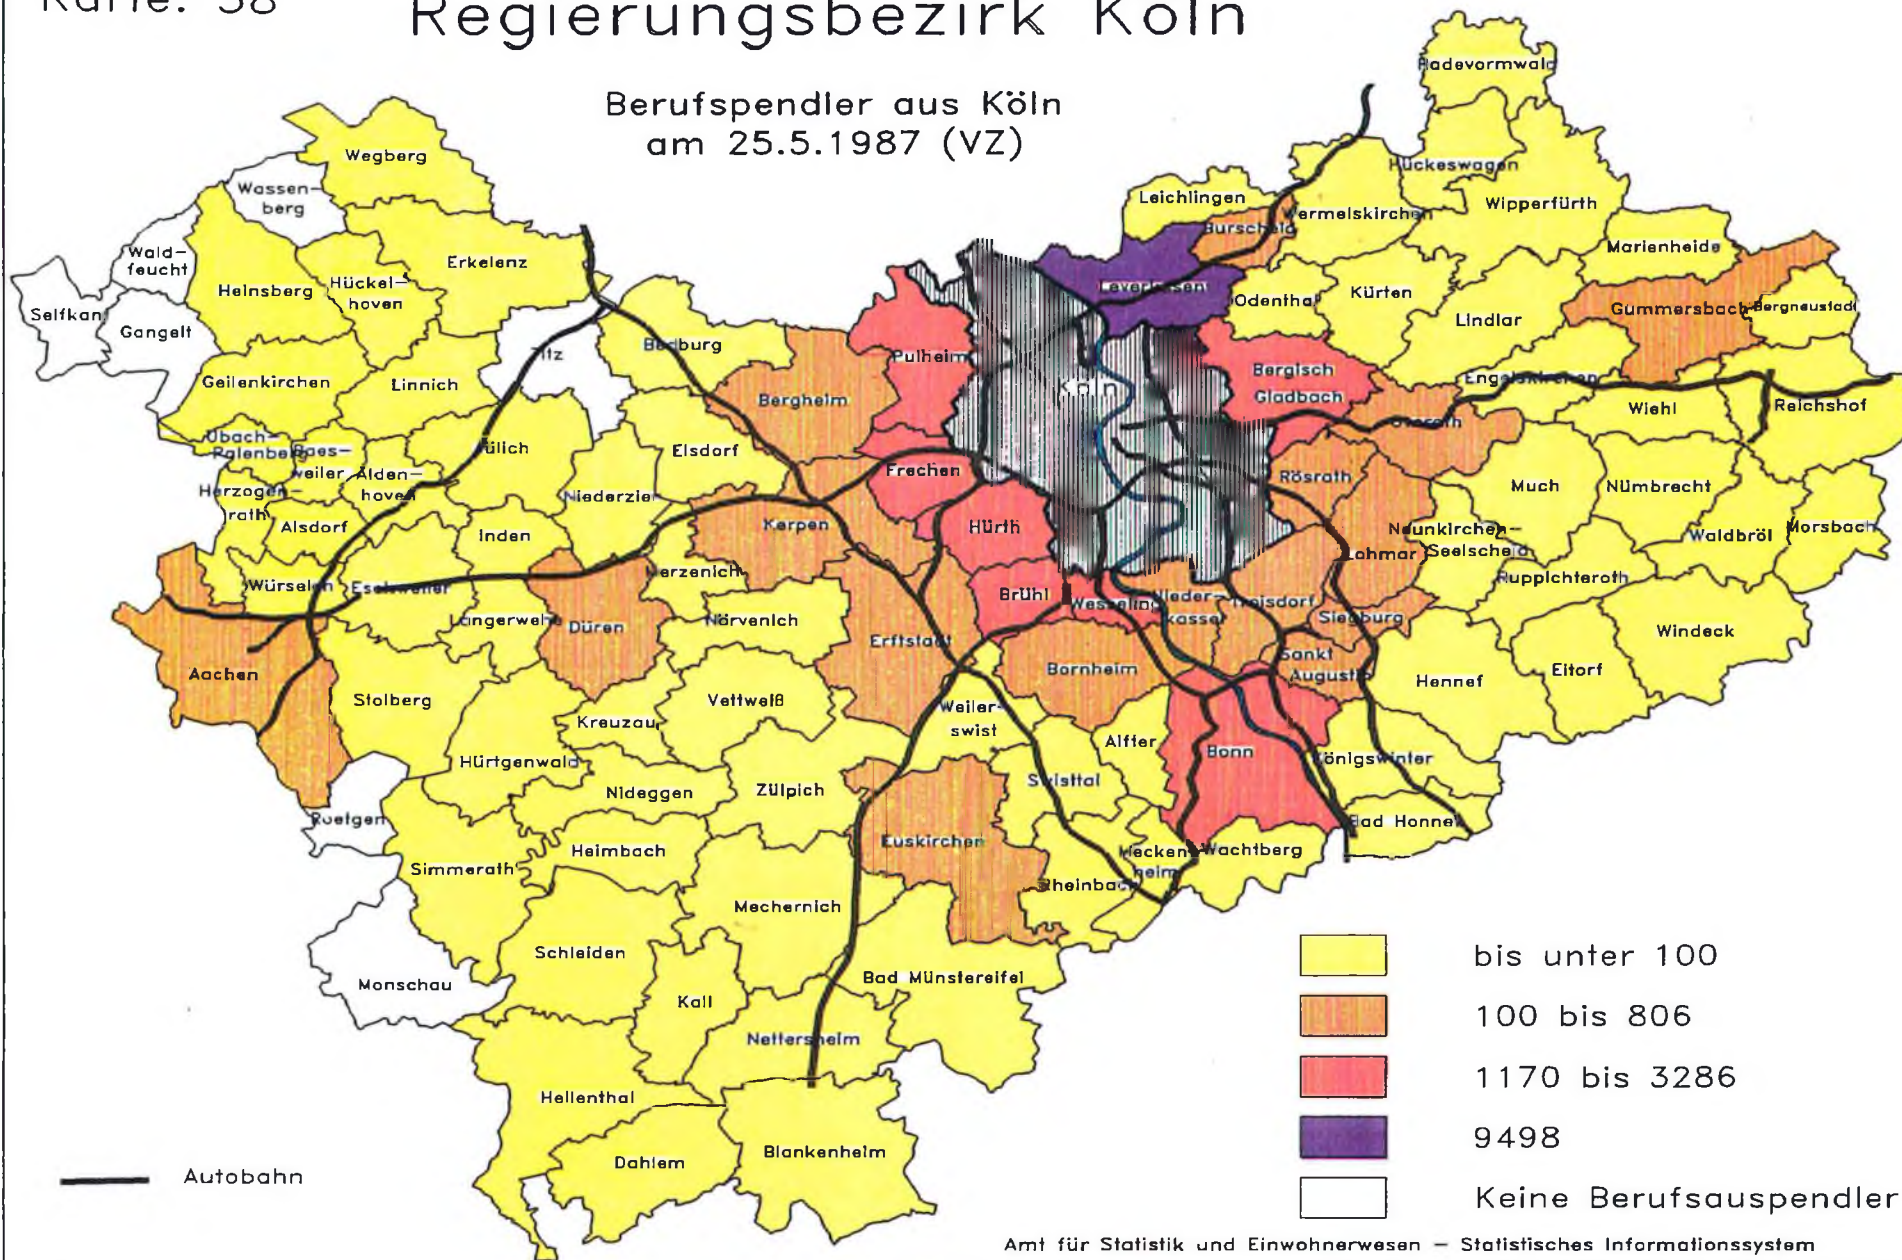 Karte: 38
Regierungsbezirk Köln
Berufspendler aus Köln
am 25.5.1987 (VZ)
Radevormwald
Wegberg
Hückeswagen
Wassen-
berg
Leichlingen
Wipperfürth
Wermelskirchen
Burscheid
Marienheide
Wald-
feucht
Erkelenz
Heinsberg
Hückel-
hoven
Leverkusen
Odenthal
Kürten
Selfkan
Gangelt
Lindlar
Gummersbach
Bergneustadt
Titz
Bedburg
Pulheim
Bergisch
Gladbach
Geilenkirchen
Linnich
Köln
Engelskirchen
Bergheim
Wiehl
Reichshof
Overath
Übach-
Palenberg
Baes-
weiler
Jülich
Elsdorf
Alden-
hoven
Frechen
Rösrath
Much
Nümbrecht
Herzogen-
rath
Niederzier
Alsdorf
Inden
Kerpen
Hürth
Neunkirchen-
Seelscheid
Lohmar
Waldbröl
Morsbach
Würselen
Eschweiler
Merzenich
Ruppichteroth
Brühl
Wesseling
Nieder-
kassel
Troisdorf
Siegburg
Langerwehe
Düren
Nörvenich
Erftstadt
Windeck
Aachen
Bornheim
Sankt
Augustin
Hennef
Eitorf
Stolberg
Vettweiß
Kreuzau
Weiler-
swist
Alfter
Bonn
Königswinter
Hürtgenwald
Nideggen
Zülpich
Swisttal
Roetgen
Bad Honnef
Simmerath
Heimbach
Euskirchen
Mecken-
heim
Wachtberg
Rheinbach
Mechernich
Schleiden
Monschau
Bad Münstereifel
Kall
Nettersheim
Hellenthal
Dahlem
Blankenheim
bis unter 100
100 bis 806
1170 bis 3286
9498
Keine Berufsauspendler
Autobahn
Amt für Statistik und Einwohnerwesen – Statistisches Informationssystem